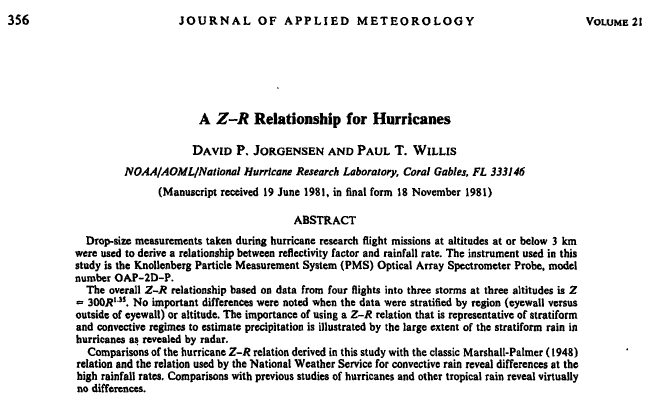 356 JOURNAL OF APPLIED METEOROLOGY VOLUME 21
A Z–R Relationship for Hurricanes
DAVID P. JORGENSEN AND PAUL T. WILLIS
NOAA/AOML/National Hurricane Research Laboratory, Coral Gables, FL 333146
(Manuscript received 19 June 1981, in final form 18 November 1981)
ABSTRACT
Drop-size measurements taken during hurricane research flight missions at altitudes at or below 3 km
were used to derive a relationship between reflectivity factor and rainfall rate. The instrument used in this
study is the Knollenberg Particle Measurement System (PMS) Optical Array Spectrometer Probe, model
number OAP-2D-P.
The overall Z–R relationship based on data from four flights into three storms at three altitudes is Z
= 300R^1.35. No important differences were noted when the data were stratified by region (eyewall versus
outside of eyewall) or altitude. The importance of using a Z–R relation that is representative of stratiform
and convective regimes to estimate precipitation is illustrated by the large extent of the stratiform rain in
hurricanes as revealed by radar.
Comparisons of the hurricane Z–R relation derived in this study with the classic Marshall-Palmer (1948)
relation and the relation used by the National Weather Service for convective rain reveal differences at the
high rainfall rates. Comparisons with previous studies of hurricanes and other tropical rain reveal virtually
no differences.